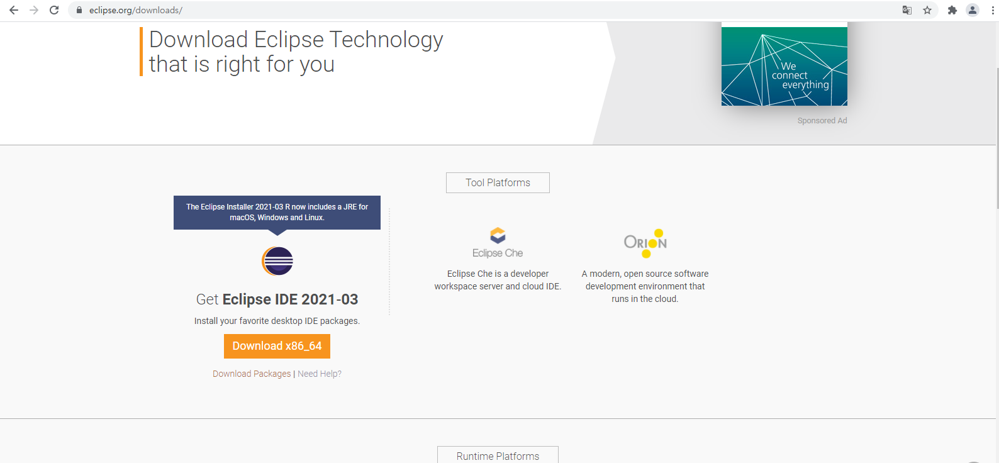 eclipse.org/downloads/
Download Eclipse Technology
that is right for you
We
connect
everything
Sponsored Ad
Tool Platforms
The Eclipse Installer 2021-03 R now includes a JRE for
macOS, Windows and Linux.
Get Eclipse IDE 2021-03
Install your favorite desktop IDE packages.
Download x86_64
Download Packages | Need Help?
Eclipse Che
Eclipse Che is a developer
workspace server and cloud IDE.
ORION
A modern, open source software
development environment that
runs in the cloud.
Runtime Platforms